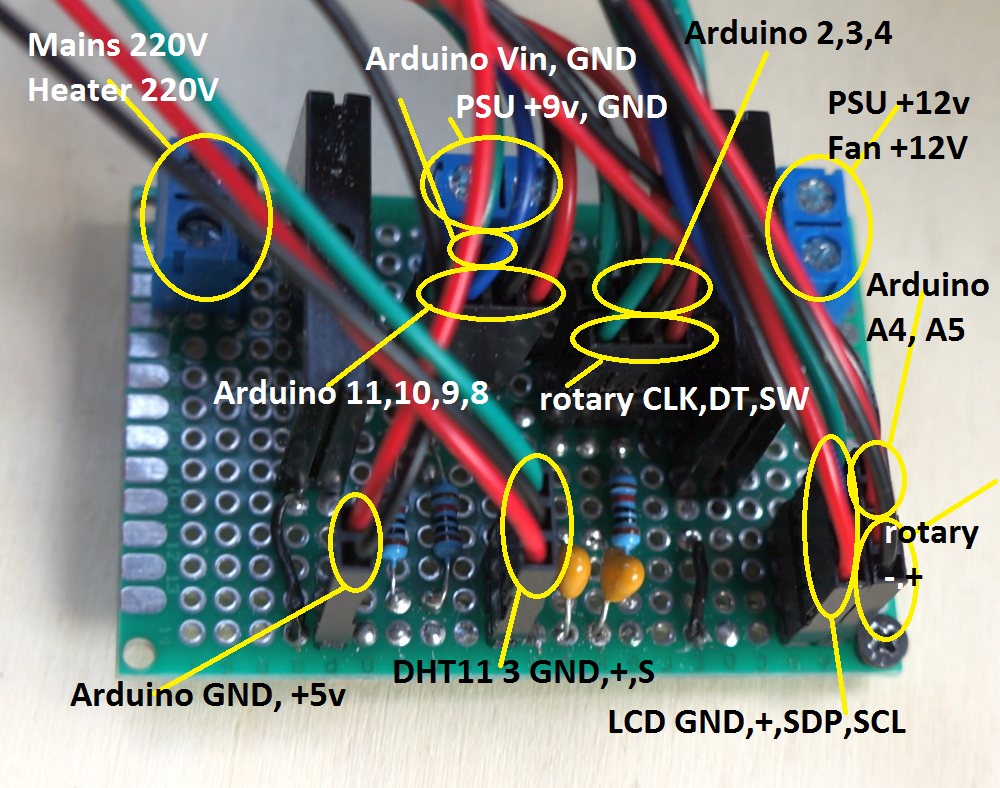 Mains 220V
Heater 220V
Arduino Vin, GND
PSU +9v, GND
Arduino 2,3,4
PSU +12v
Fan +12V
Arduino
A4, A5
Arduino 11,10,9,8
rotary CLK,DT,SW
rotary
-,+
DHT11 3 GND,+,S
Arduino GND, +5v
LCD GND,+,SDP,SCL